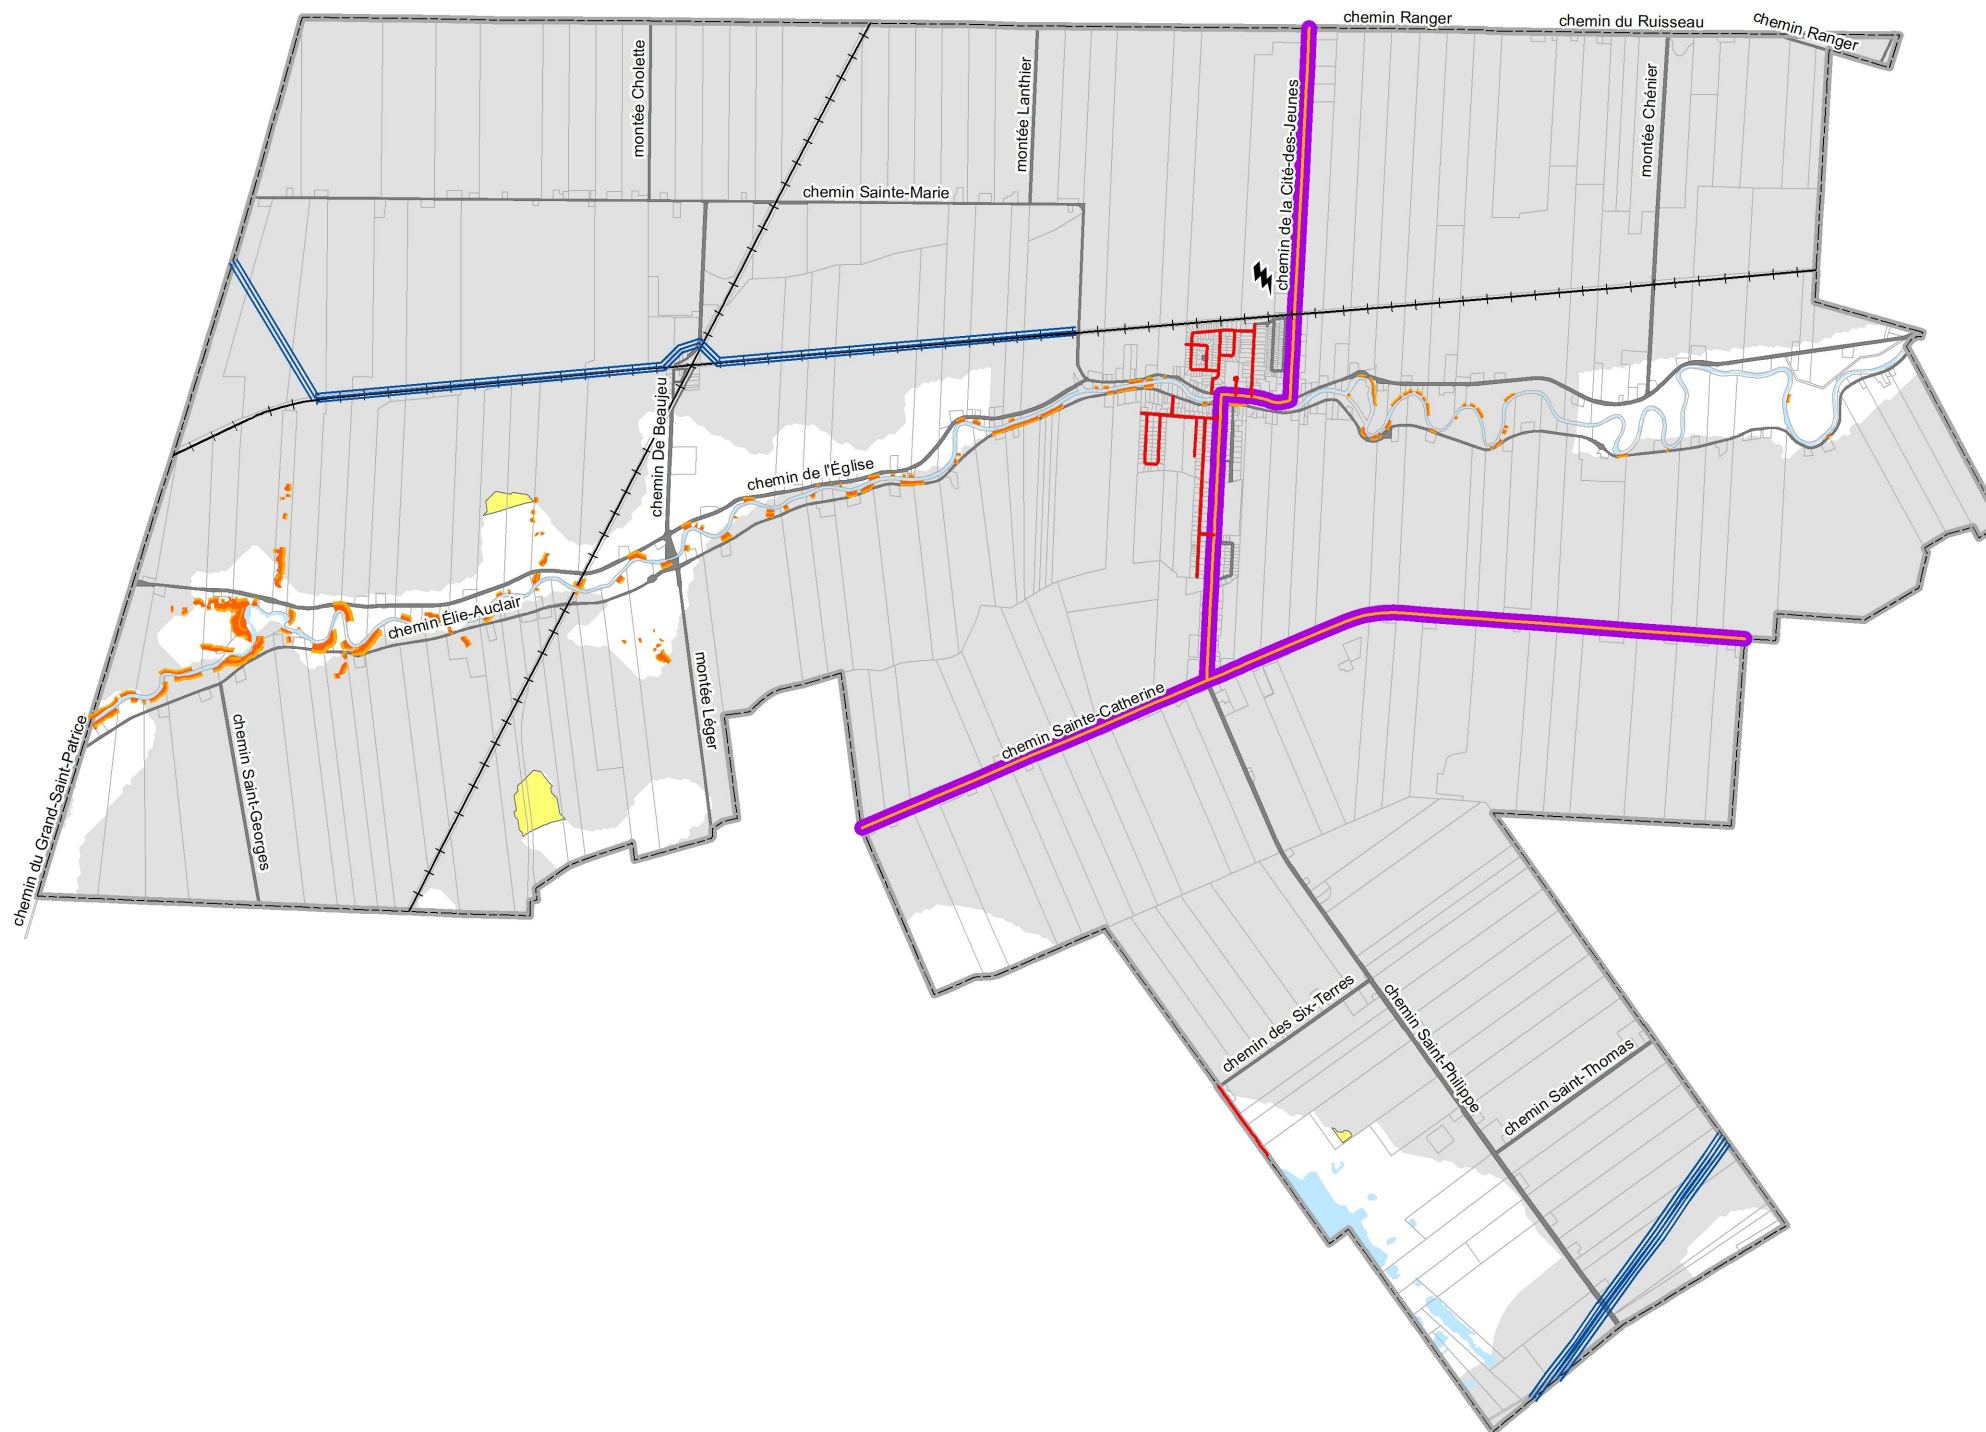 chemin Ranger
chemin du Ruisseau
chemin Ranger
montée Cholette
montée Lanthier
chemin de la Cité-des-Jeunes
montée Chénier
chemin Sainte-Marie
chemin De Beaujeu
chemin de l'Église
chemin Élie-Auclair
montée Léger
chemin Sainte-Catherine
chemin du Grand-Saint-Patrice
chemin Saint-Georges
chemin des Six-Terres
chemin Saint-Philippe
chemin Saint-Thomas